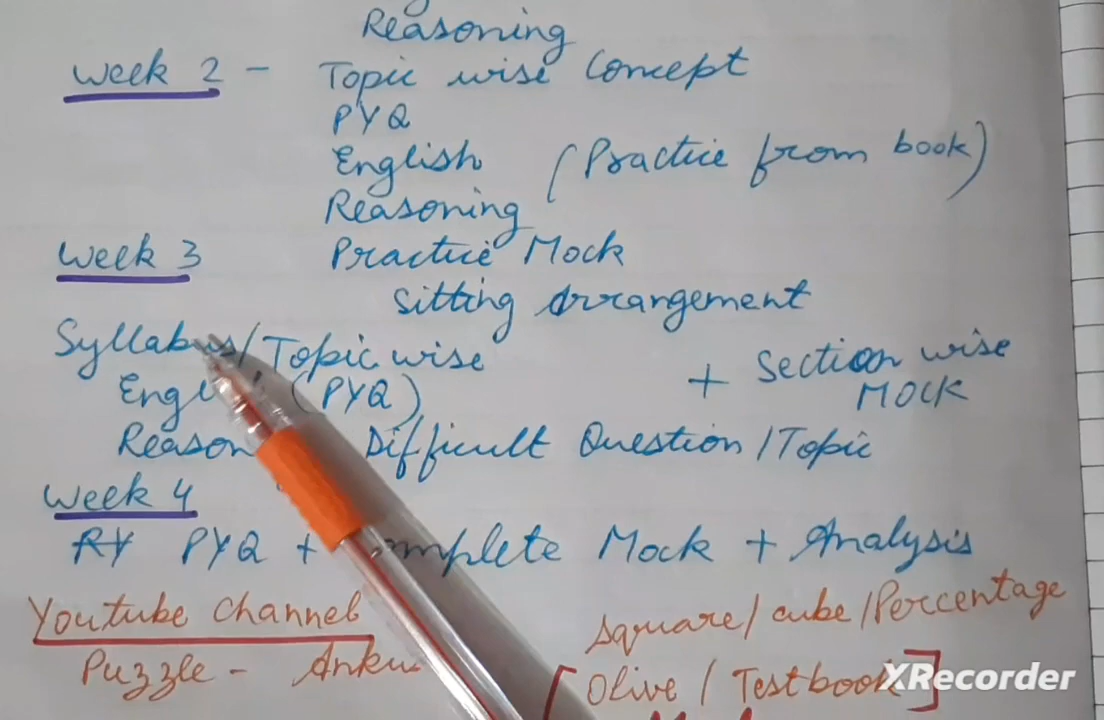 Reasoning
Week 2 - Topic wise Concept
PYQ
English (Practice from book)
Reasoning
Week 3 Practice Mock
Sitting Arrangement
Syllabus/Topic wise + Section wise
(PYQ) MOCK
Difficult Question/Topic
Week 4
PYQ + Mock + Analysis
Youtube Channel Square/cube/Percentage
Puzzle - [Olive / Testbook]
XRecorder